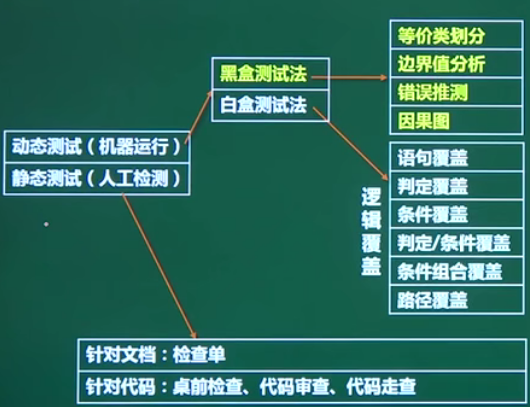 等价类划分
边界值分析
错误推测
因果图
黑盒测试法
白盒测试法
动态测试（机器运行）
静态测试（人工检测）
逻辑覆盖
语句覆盖
判定覆盖
条件覆盖
判定/条件覆盖
条件组合覆盖
路径覆盖
针对文档：检查单
针对代码：桌前检查、代码审查、代码走查